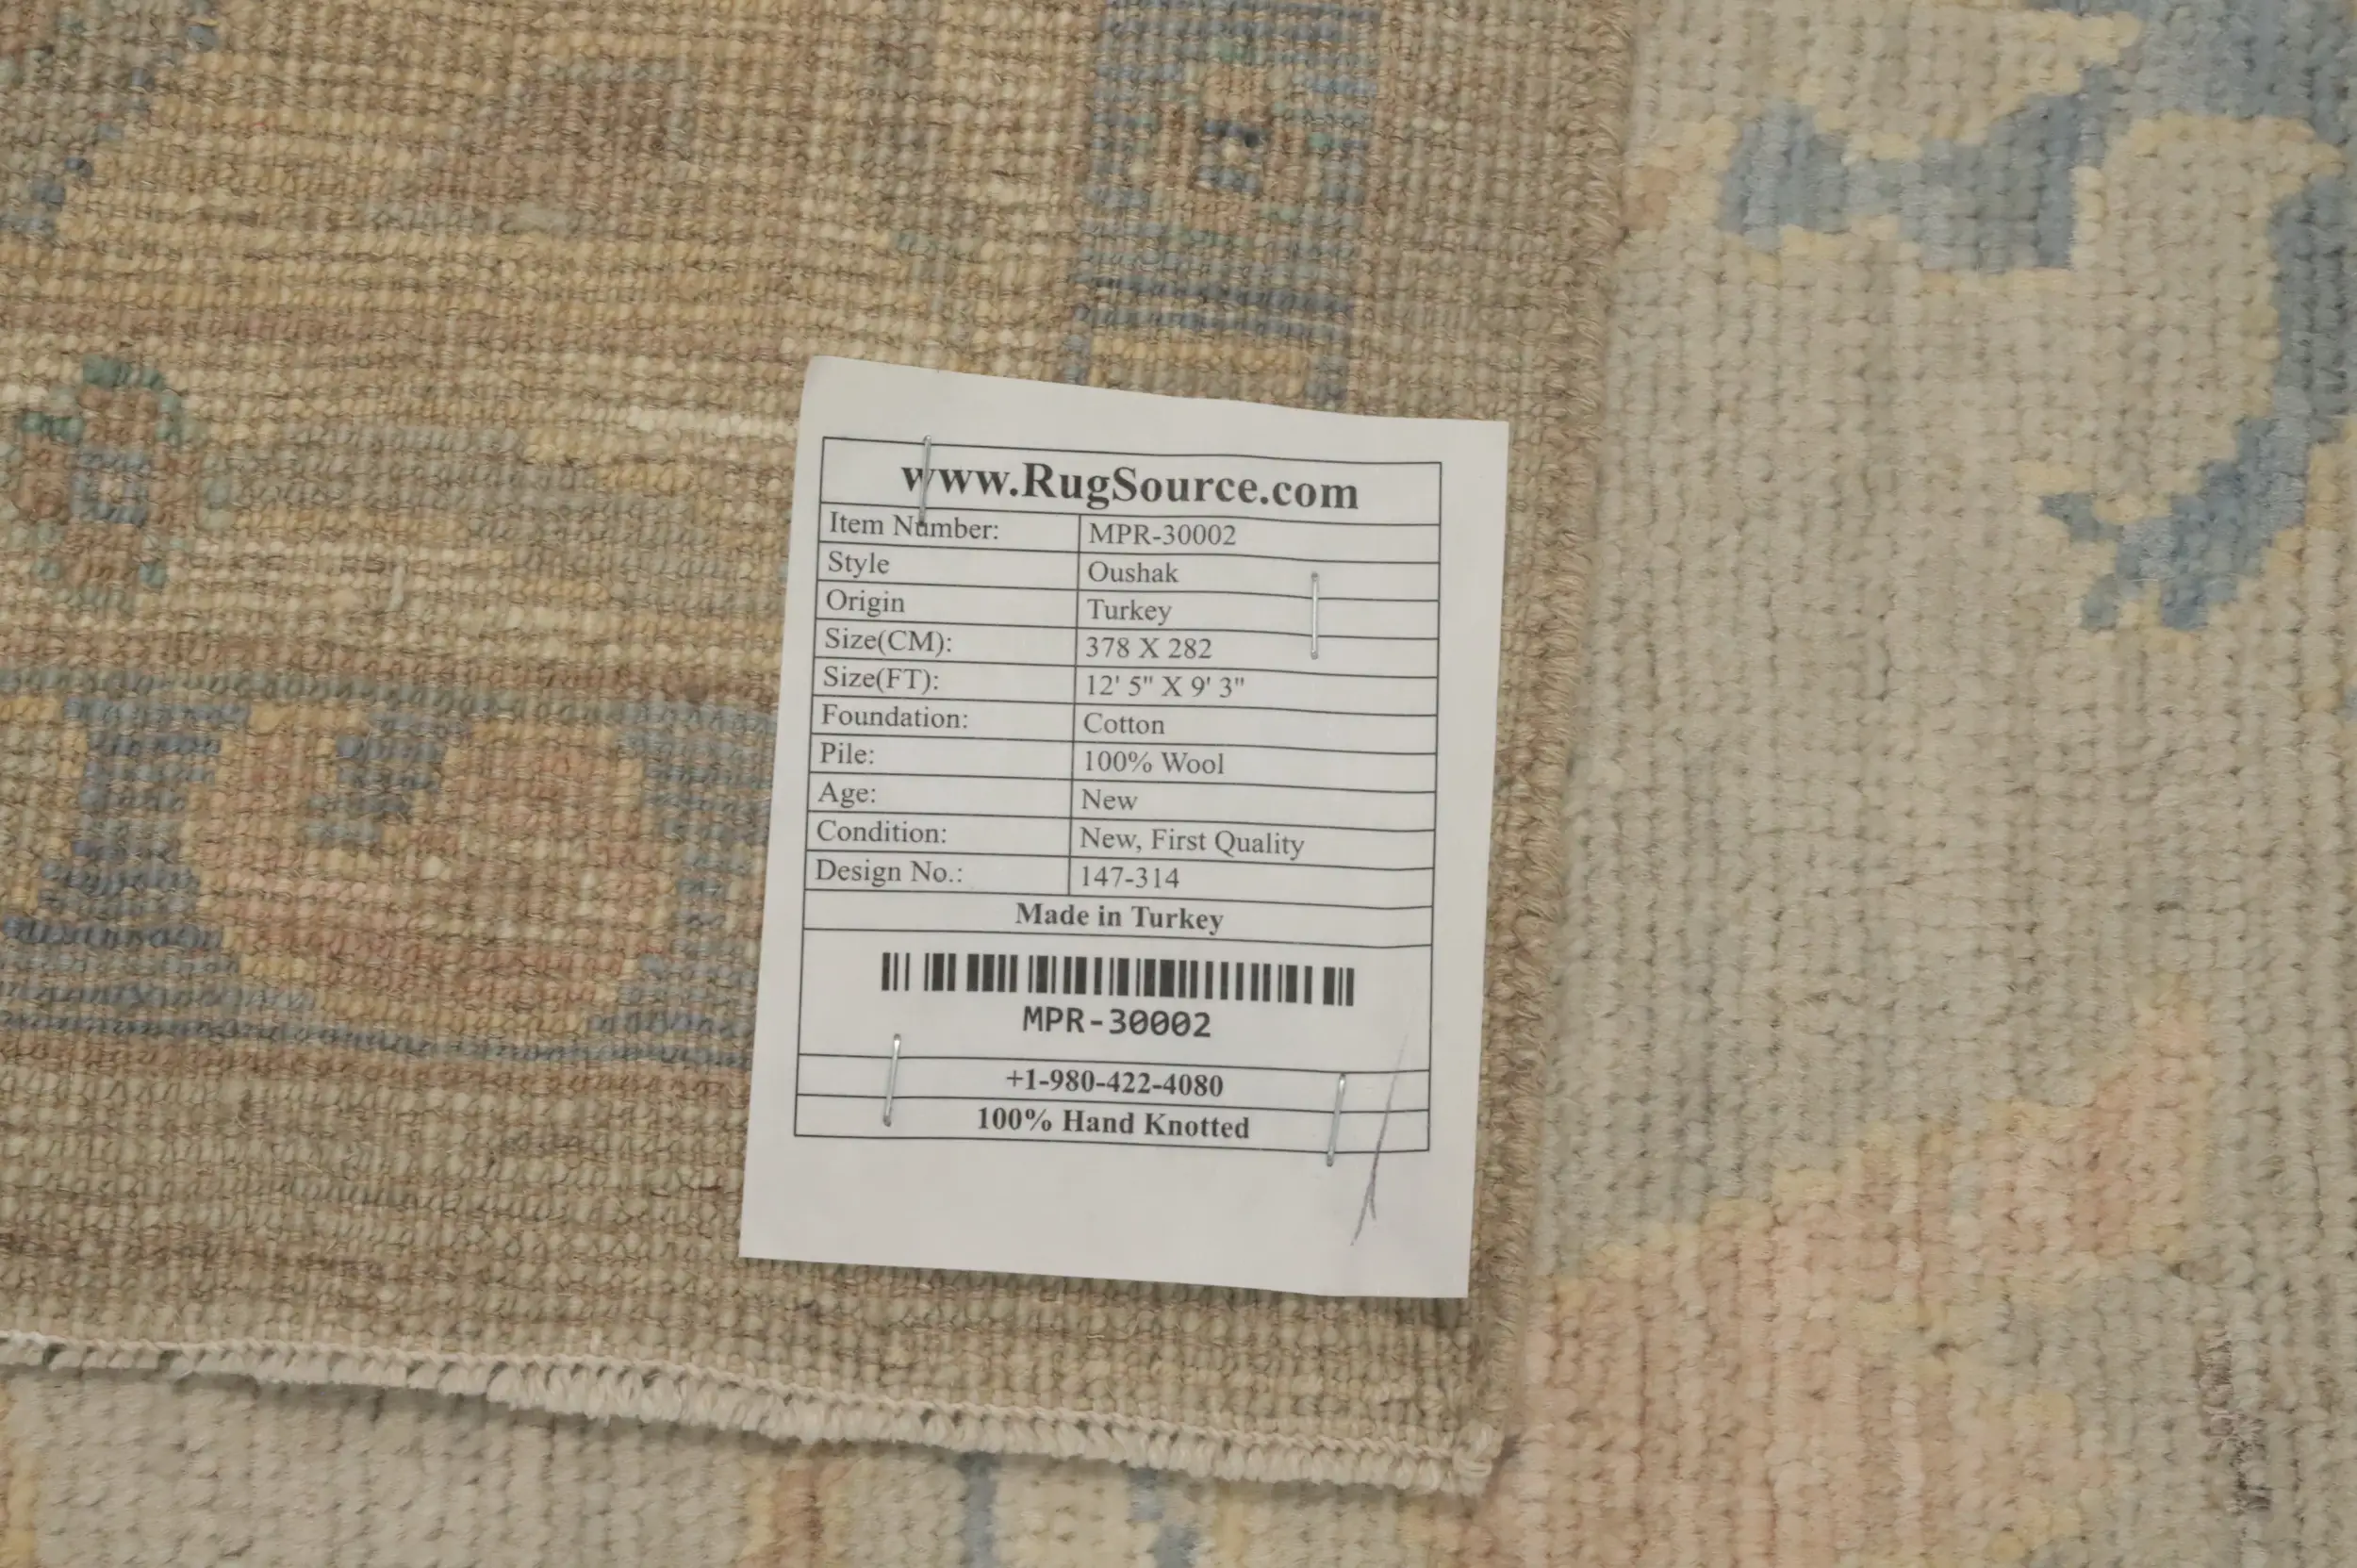 www.RugSource.com
Item Number: MPR-30002
Style Oushak
Origin Turkey
Size(CM): 378 X 282
Size(FT): 12' 5" X 9' 3"
Foundation: Cotton
Pile: 100% Wool
Age: New
Condition: New, First Quality
Design No.: 147-314
Made in Turkey
MPR-30002
+1-980-422-4080
100% Hand Knotted